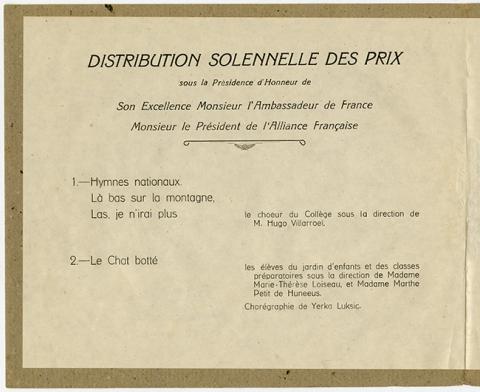 DISTRIBUTION SOLENNELLE DES PRIX
sous la Présidence d'Honneur de
Son Excellence Monsieur l'Ambassadeur de France
Monsieur le Président de l'Alliance Française
1.—Hymnes nationaux.
Là bas sur la montagne,
Las, je n'irai plus
le choeur du Collège sous la direction de
M. Hugo Villarroel.
2.—Le Chat botté
les élèves du jardin d'enfants et des classes
préparatoires sous la direction de Madame
Marie-Thérèse Loiseau, et Madame Marthe
Petit de Huneeus.
Chorégraphie de Yerka Luksic.